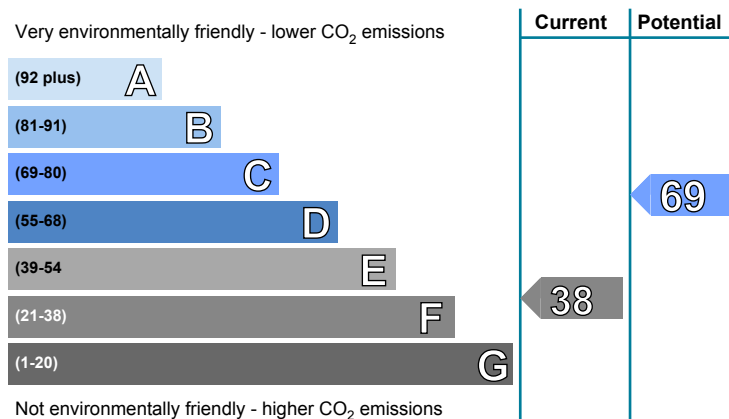 Very environmentally friendly - lower CO₂ emissions
Current
Potential
(92 plus) A
(81-91) B
(69-80) C
69
(55-68) D
(39-54 E
38
(21-38) F
(1-20) G
Not environmentally friendly - higher CO₂ emissions